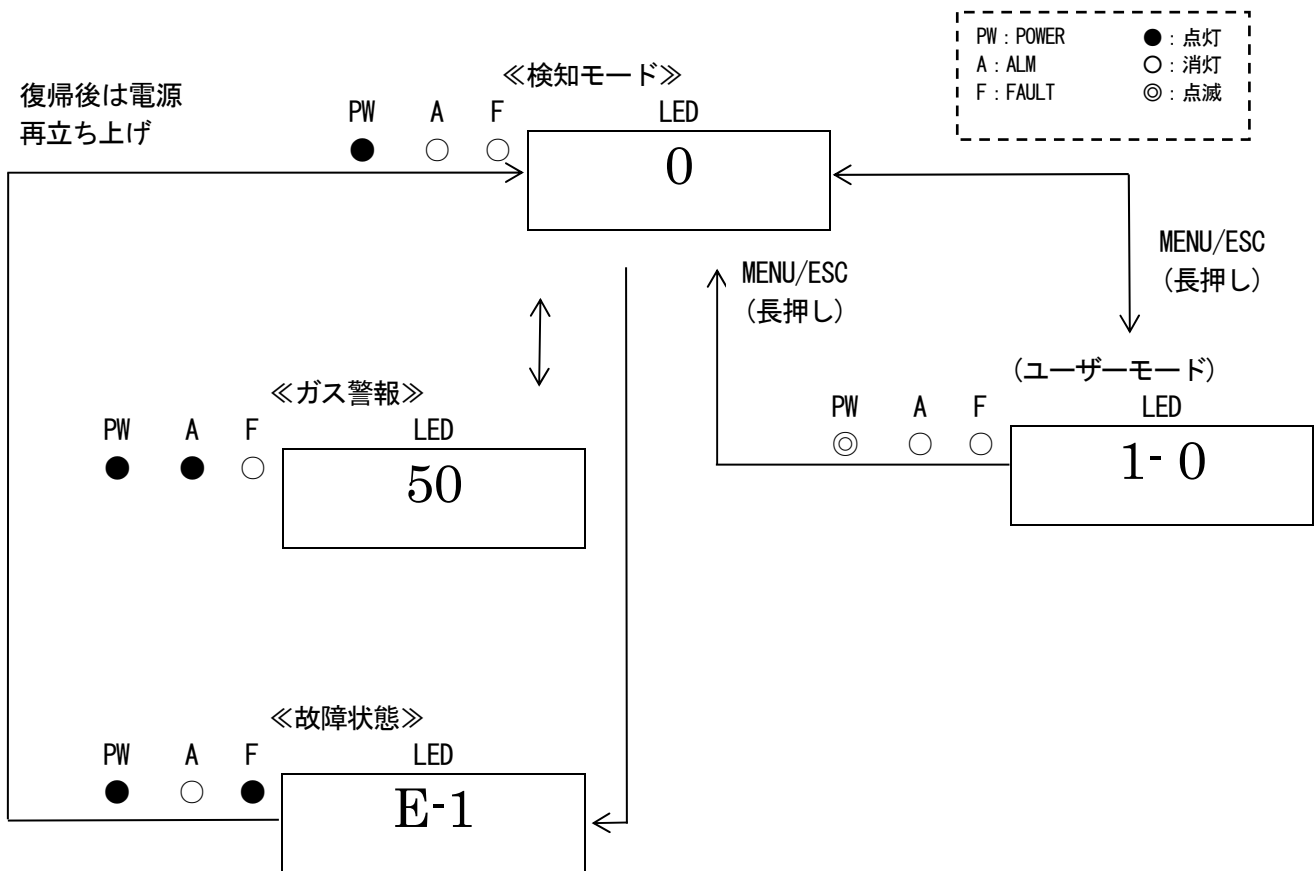 PW：POWER ●：点灯
A：ALM ○：消灯
F：FAULT ◎：点滅
≪検知モード≫
復帰後は電源
再立ち上げ
PW A F LED
● ○ ○
0
MENU/ESC
(長押し)
MENU/ESC
(長押し)
(ユーザーモード)
PW A F LED
◎ ○ ○
1- 0
≪ガス警報≫
PW A F LED
● ● ○
50
≪故障状態≫
PW A F LED
● ○ ●
E-1